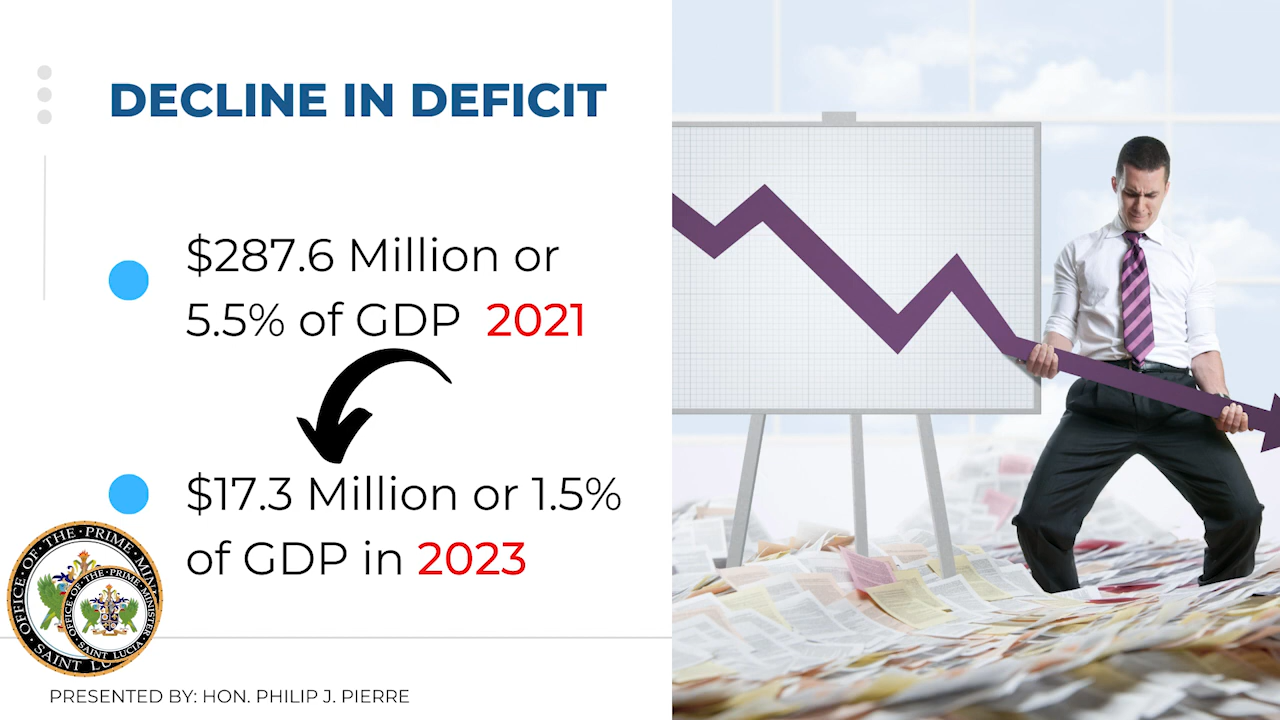 DECLINE IN DEFICIT
$287.6 Million or
5.5% of GDP 2021
$17.3 Million or 1.5%
of GDP in 2023
OFFICE · OF · THE · PRIME · MINI
· SAINT LU
· OFFICE · OF · THE · PRIME · MINISTER ·
SAINT LUCIA
PRESENTED BY: HON. PHILIP J. PIERRE